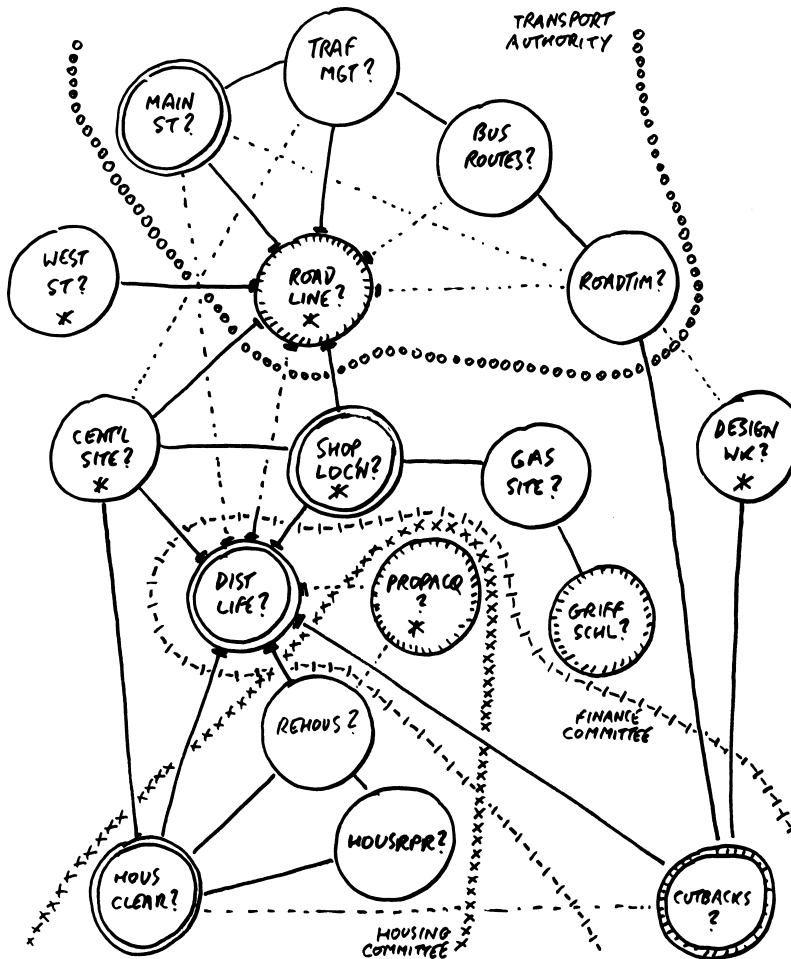 TRANSPORT
AUTHORITY
TRAF
MGT?
MAIN
ST?
BUS
ROUTES?
WEST
ST?
*
ROAD
LINE?
*
ROADTIM?
CENT'L
SITE?
*
SHOP
LOC'N?
*
GAS
SITE?
DESIGN
WK?
*
DIST
LIFE?
PROPACQ
?
*
GRIFF
SCHL?
REHOUS?
FINANCE
COMMITTEE
HOUSRPR?
HOUS
CLEAR?
CUTBACKS
?
HOUSING
COMMITTEE